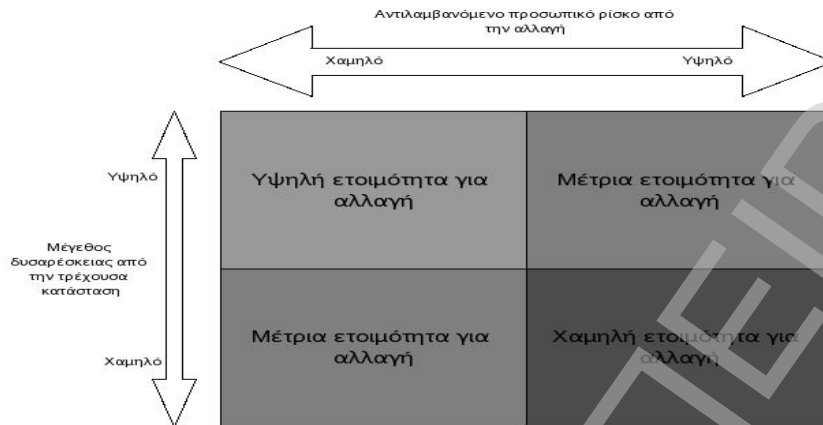 Αντιλαμβανόμενο προσωπικό ρίσκο από
την αλλαγή
Χαμηλό
Υψηλό
Υψηλό
Μέγεθος
δυσαρέσκειας από
την τρέχουσα
κατάσταση
Χαμηλό
Υψηλή ετοιμότητα για
αλλαγή
Μέτρια ετοιμότητα για
αλλαγή
Μέτρια ετοιμότητα για
αλλαγή
Χαμηλή ετοιμότητα για
αλλαγή